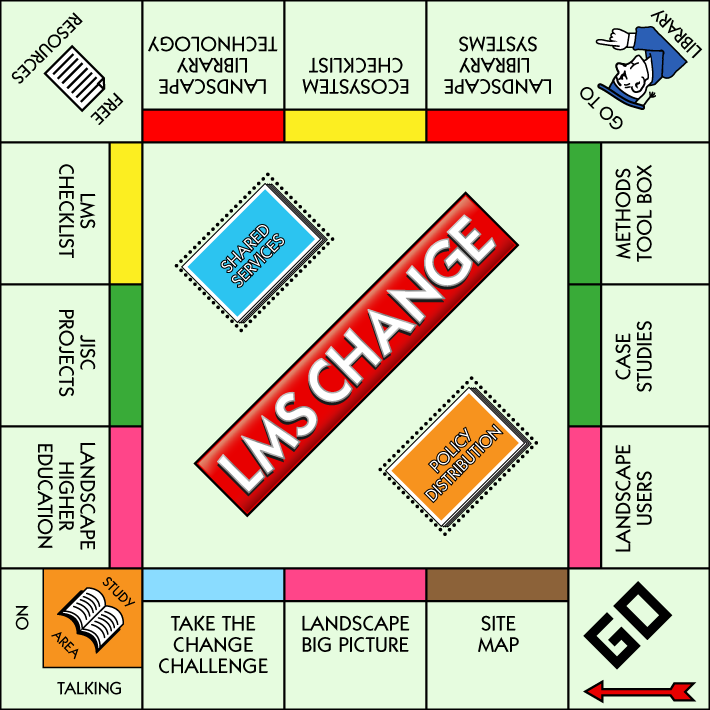 FREE
RESOURCES
LANDSCAPE
LIBRARY
TECHNOLOGY
ECOSYSTEM
CHECKLIST
LANDSCAPE
LIBRARY
SYSTEMS
GO TO
LIBRARY
LMS
CHECKLIST
JISC
PROJECTS
LANDSCAPE
HIGHER
EDUCATION
SHARED
SERVICES
LMS CHANGE
POLICY
DISTRIBUTION
METHODS
TOOL BOX
CASE
STUDIES
LANDSCAPE
USERS
NO
STUDY
AREA
TALKING
TAKE THE
CHANGE
CHALLENGE
LANDSCAPE
BIG PICTURE
SITE
MAP
GO